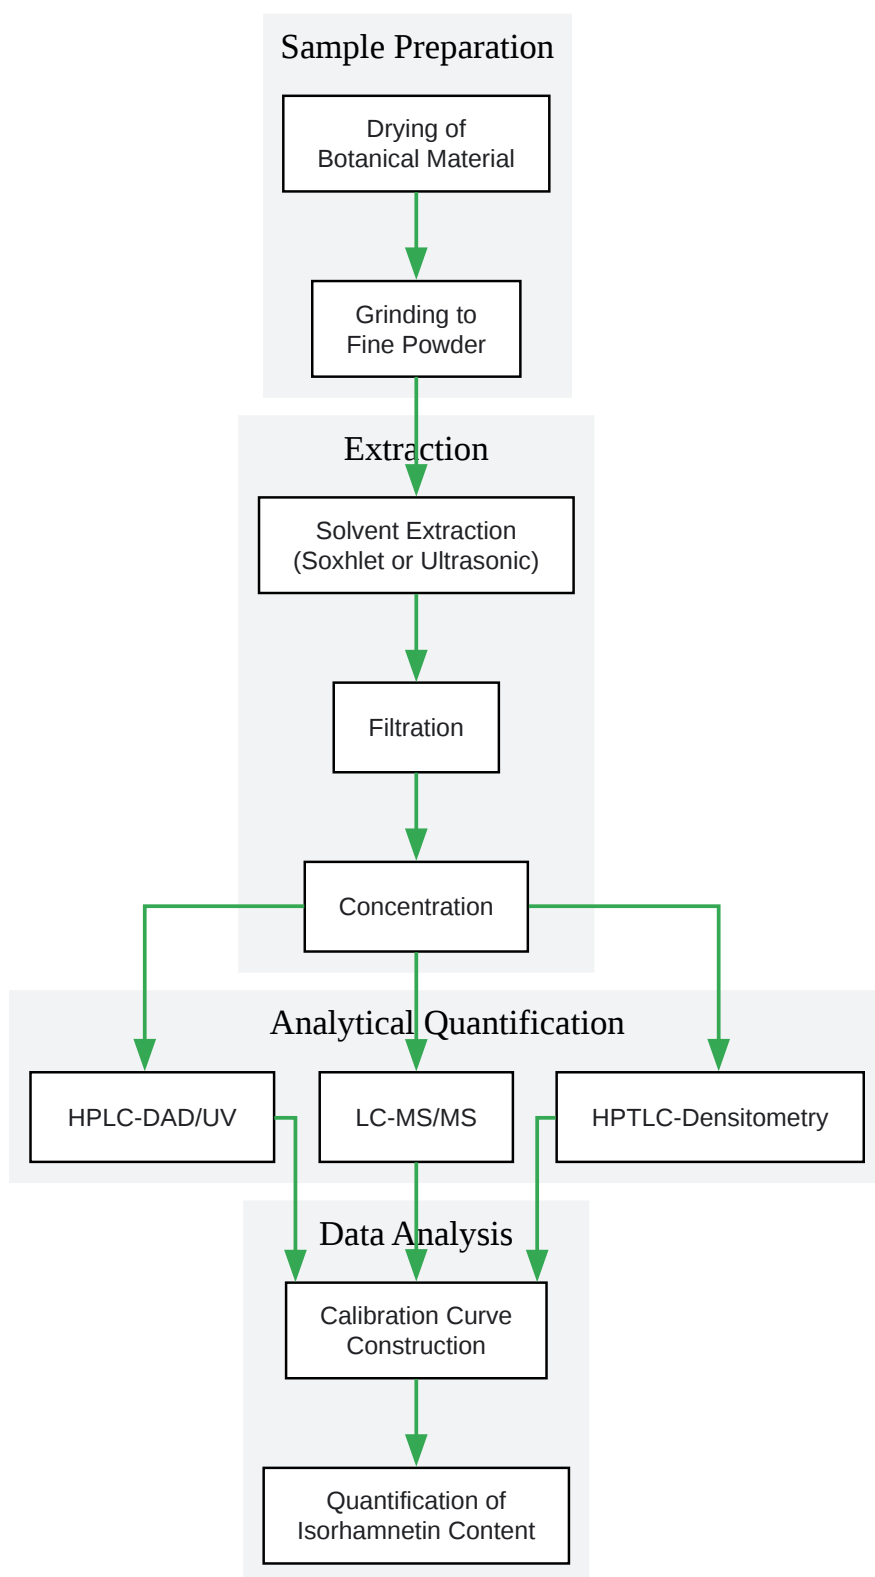 Sample Preparation
Drying of
Botanical Material
Grinding to
Fine Powder
Extraction
Solvent Extraction
(Soxhlet or Ultrasonic)
Filtration
Concentration
Analytical Quantification
HPLC-DAD/UV
LC-MS/MS
HPTLC-Densitometry
Data Analysis
Calibration Curve
Construction
Quantification of
Isorhamnetin Content